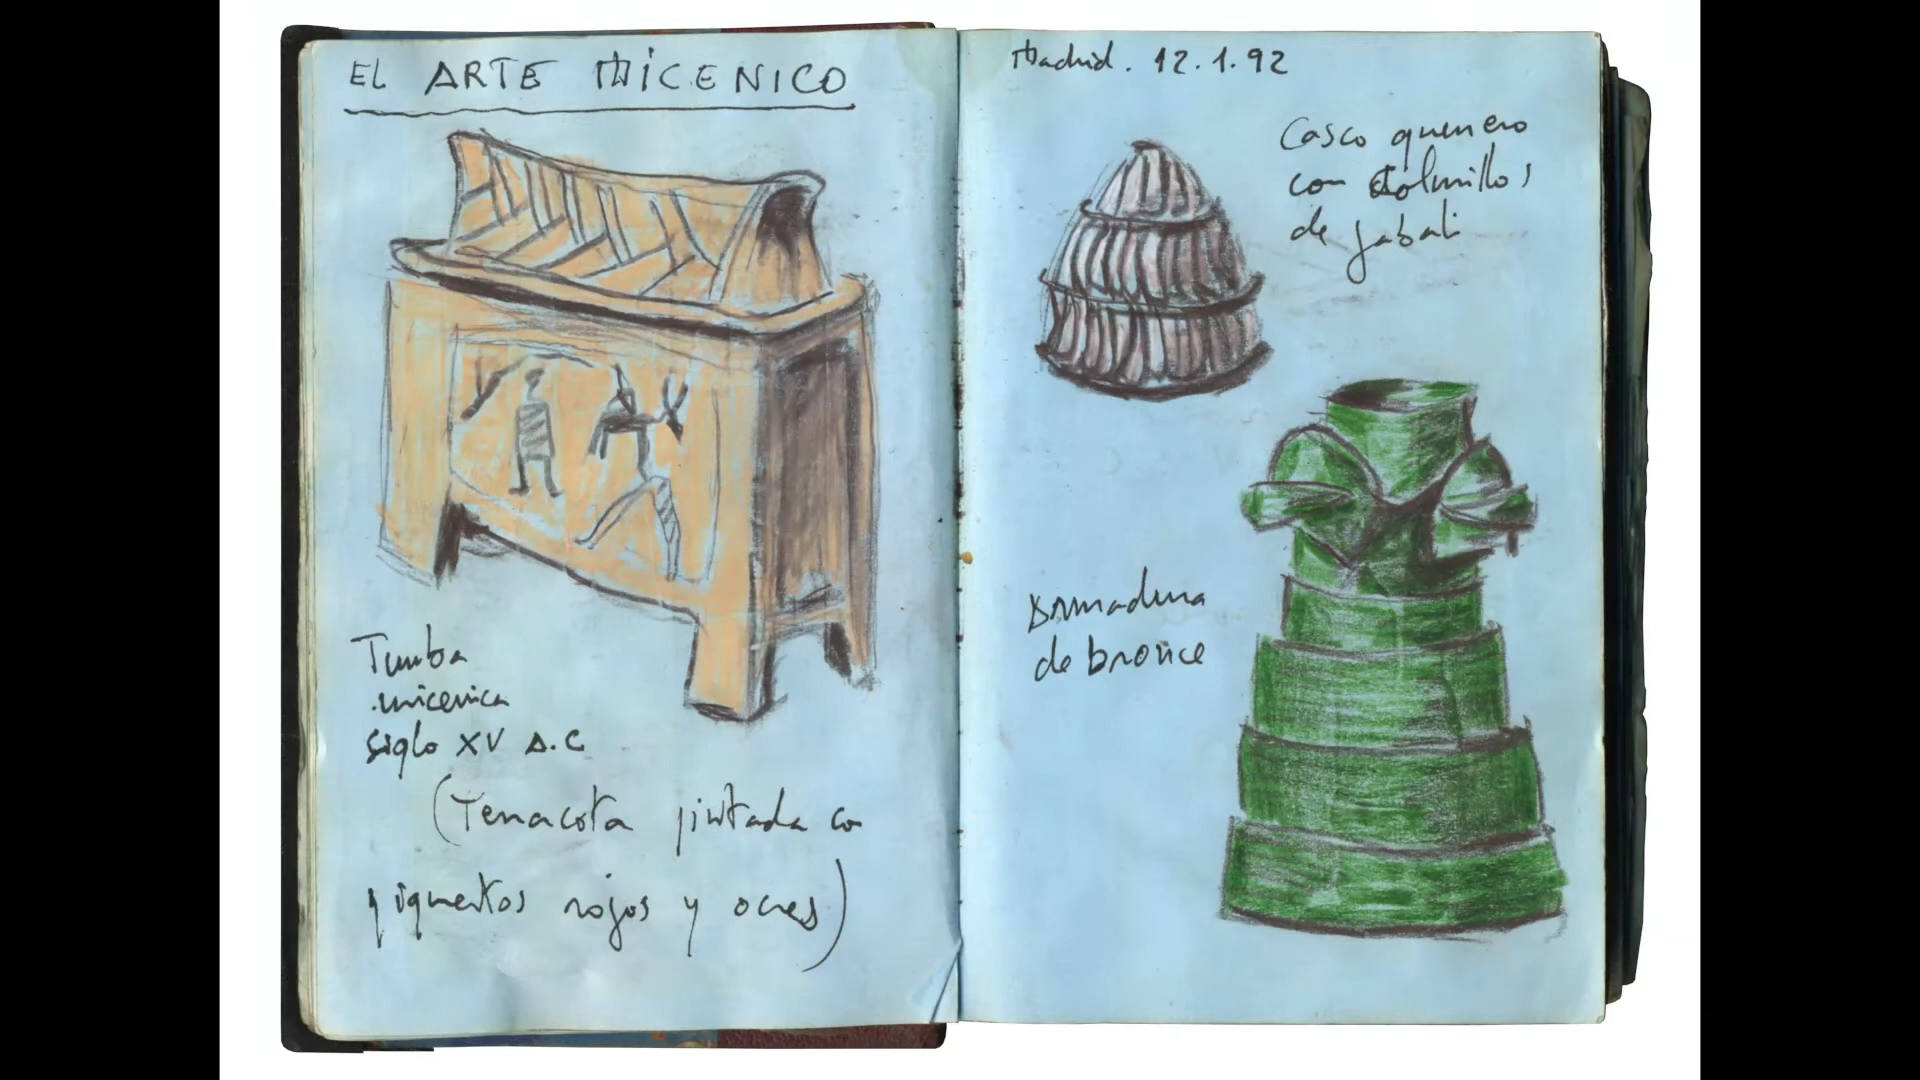 EL ARTE MICENICO
Tumba
micenica
siglo XV A.C
(Terracota pintada con
pigmentos rojos y ocres)
Madrid. 12.1.92
Casco guerrero
con colmillos
de jabalí
Armadura
de bronce